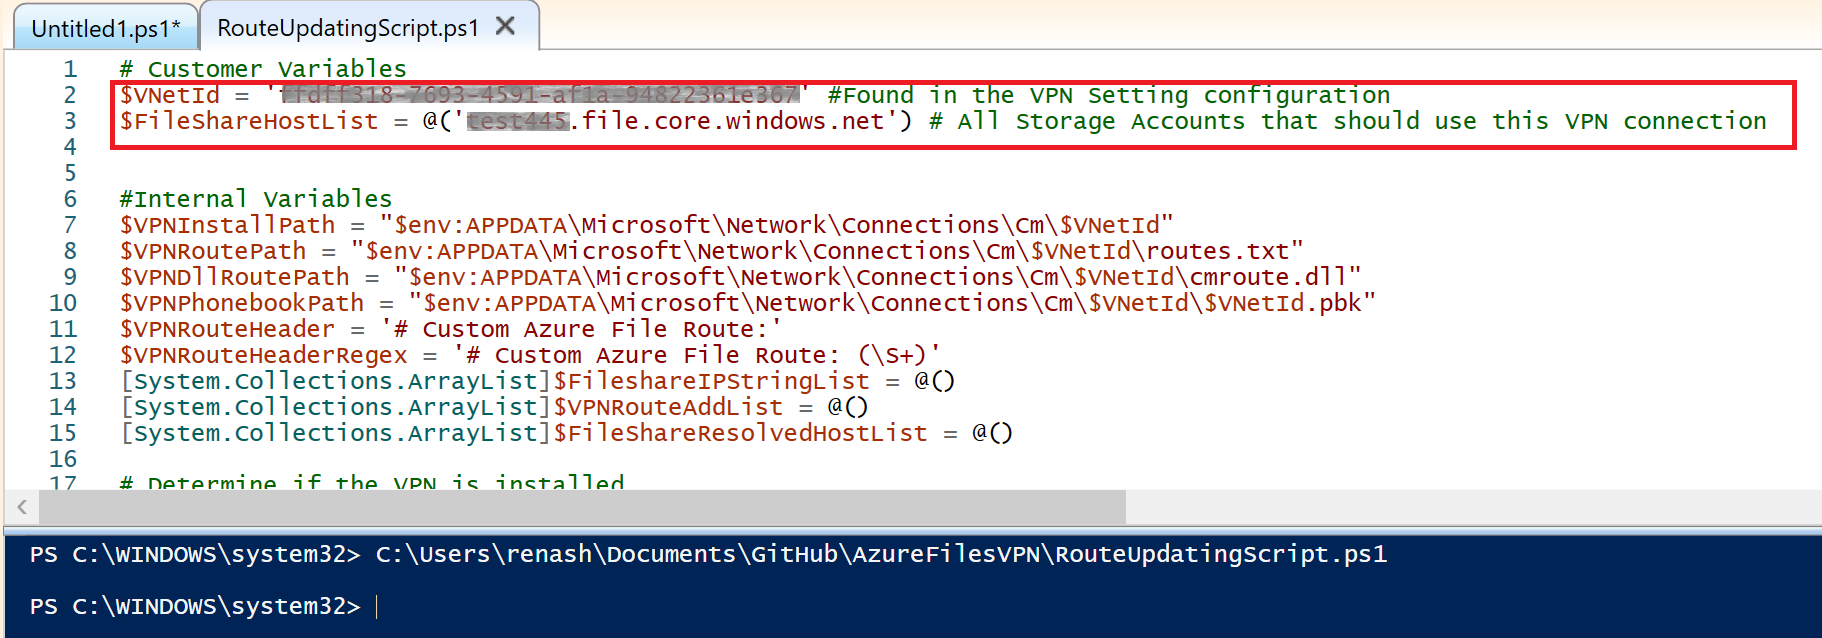 Untitled1.ps1* RouteUpdatingScript.ps1 X
1 # Customer Variables
2 $VNetId = ' ' #Found in the VPN Setting configuration
3 $FileShareHostList = @('test445.file.core.windows.net') # All Storage Accounts that should use this VPN connection
4
5
6 #Internal Variables
7 $VPNInstallPath = "$env:APPDATA\Microsoft\Network\Connections\Cm\$VNetId"
8 $VPNRoutePath = "$env:APPDATA\Microsoft\Network\Connections\Cm\$VNetId\routes.txt"
9 $VPNDllRoutePath = "$env:APPDATA\Microsoft\Network\Connections\Cm\$VNetId\cmroute.dll"
10 $VPNPhonebookPath = "$env:APPDATA\Microsoft\Network\Connections\Cm\$VNetId\$VNetId.pbk"
11 $VPNRouteHeader = '# Custom Azure File Route:'
12 $VPNRouteHeaderRegex = '# Custom Azure File Route: (\S+)'
13 [System.Collections.ArrayList]$FileshareIPStringList = @()
14 [System.Collections.ArrayList]$VPNRouteAddList = @()
15 [System.Collections.ArrayList]$FileShareResolvedHostList = @()
16
17 # Determine if the VPN is installed
PS C:\WINDOWS\system32> C:\Users\renash\Documents\GitHub\AzureFilesVPN\RouteUpdatingScript.ps1
PS C:\WINDOWS\system32>